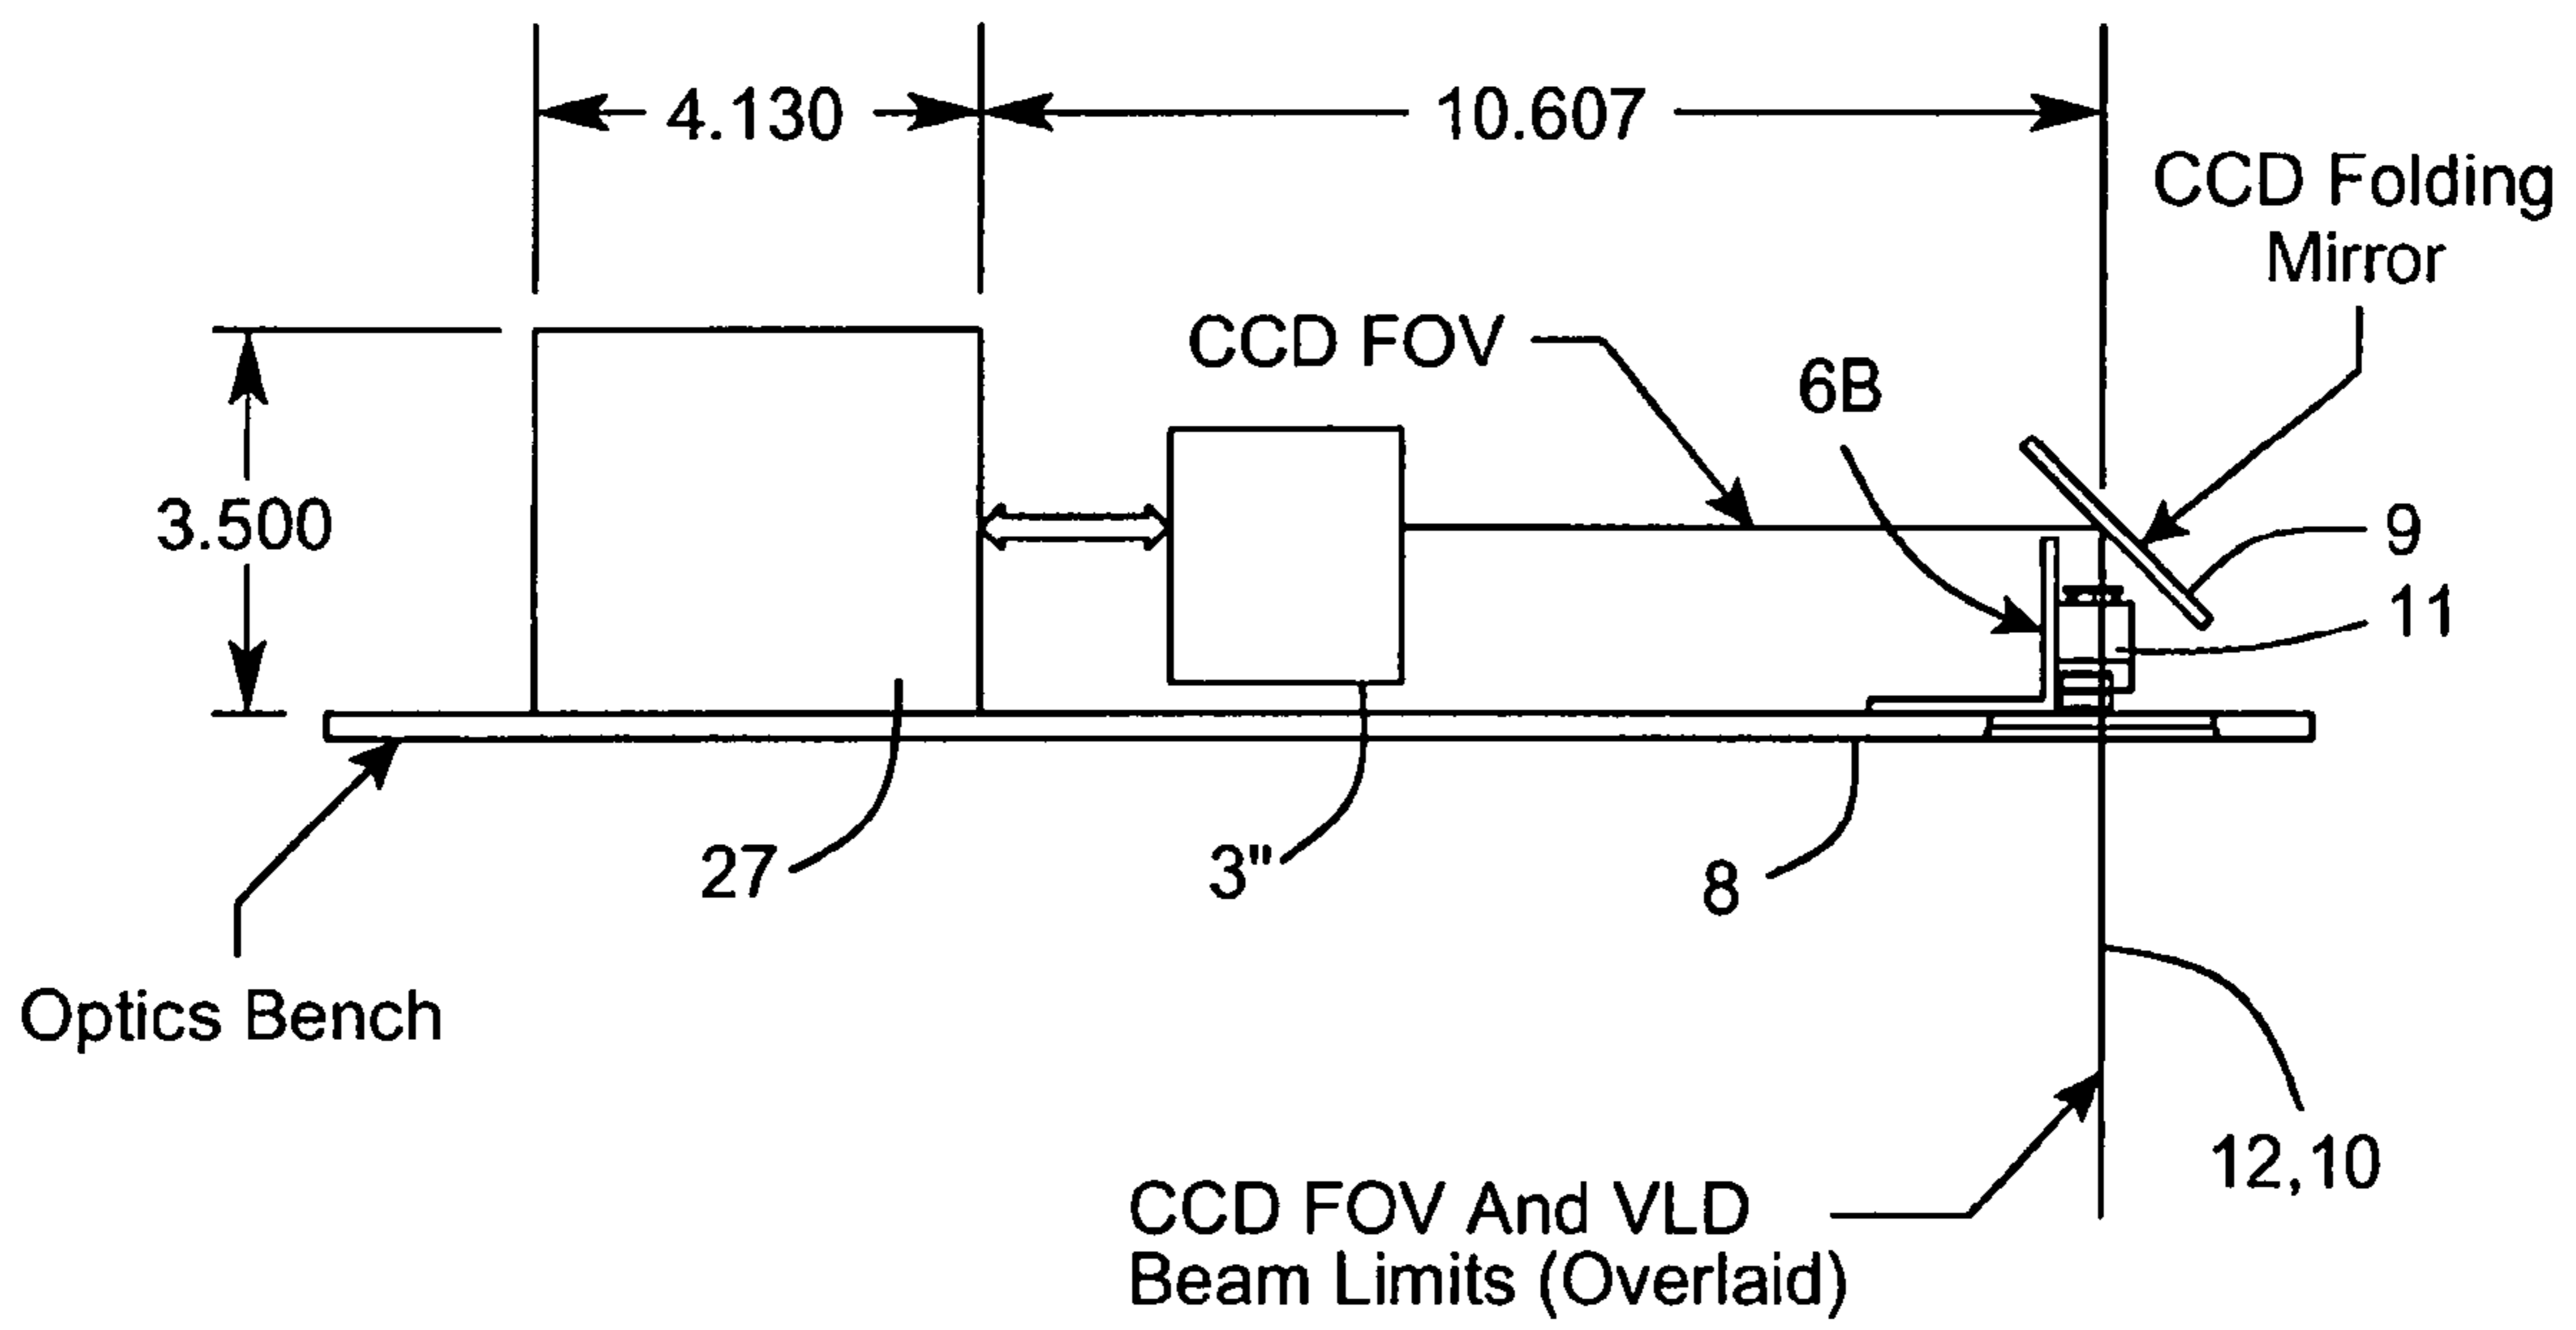 4.130
10.607
CCD Folding
Mirror
CCD FOV
6B
3.500
9
11
27
3"
8
Optics Bench
12,10
CCD FOV And VLD
Beam Limits (Overlaid)